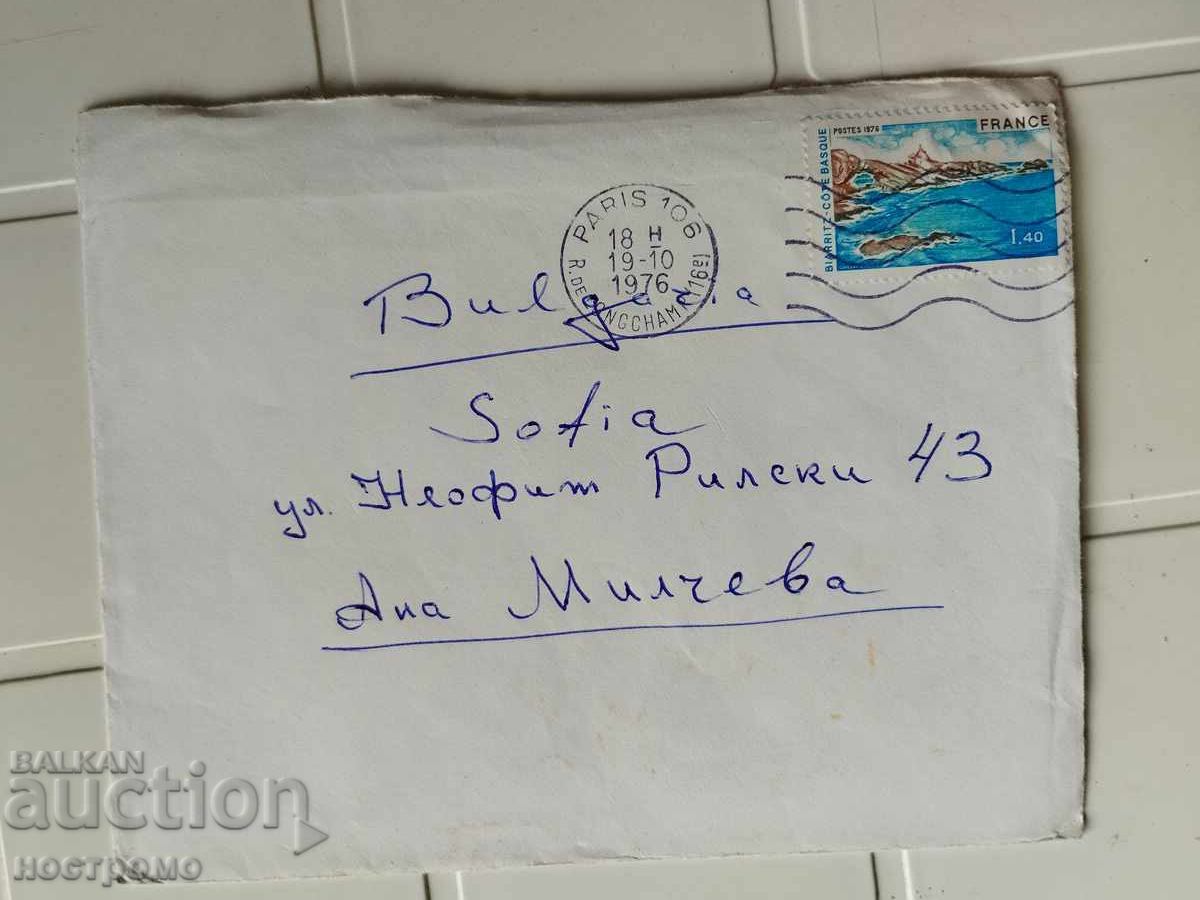 POSTES 1976
FRANCE
BIARRITZ-CÔTE BASQUE
1.40
PARIS 106
18 H
19-10
1976
R. DE LONGCHAMP (16E)
Bulgaria
Sofia
ул. Неофит Рилски 43
Ана Милчева
BALKAN
auction
ностромо